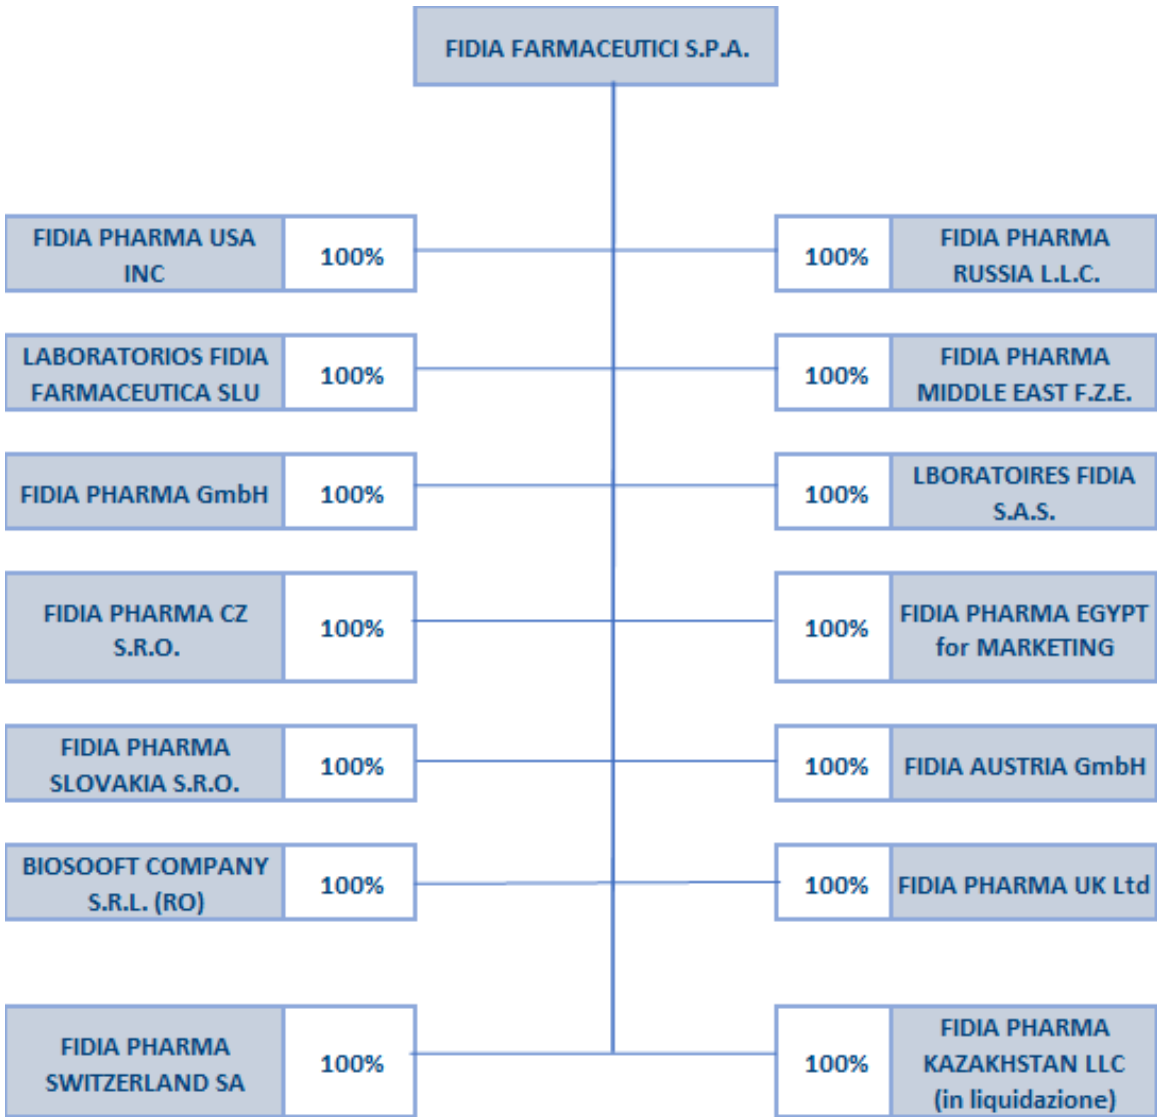 FIDIA FARMACEUTICI S.P.A.
FIDIA PHARMA USA
INC
100%
100%
FIDIA PHARMA
RUSSIA L.L.C.
LABORATORIOS FIDIA
FARMACEUTICA SLU
100%
100%
FIDIA PHARMA
MIDDLE EAST F.Z.E.
FIDIA PHARMA GmbH
100%
100%
LBORATOIRES FIDIA
S.A.S.
FIDIA PHARMA CZ
S.R.O.
100%
100%
FIDIA PHARMA EGYPT
for MARKETING
FIDIA PHARMA
SLOVAKIA S.R.O.
100%
100%
FIDIA AUSTRIA GmbH
BIOSOOFT COMPANY
S.R.L. (RO)
100%
100%
FIDIA PHARMA UK Ltd
FIDIA PHARMA
SWITZERLAND SA
100%
100%
FIDIA PHARMA
KAZAKHSTAN LLC
(in liquidazione)